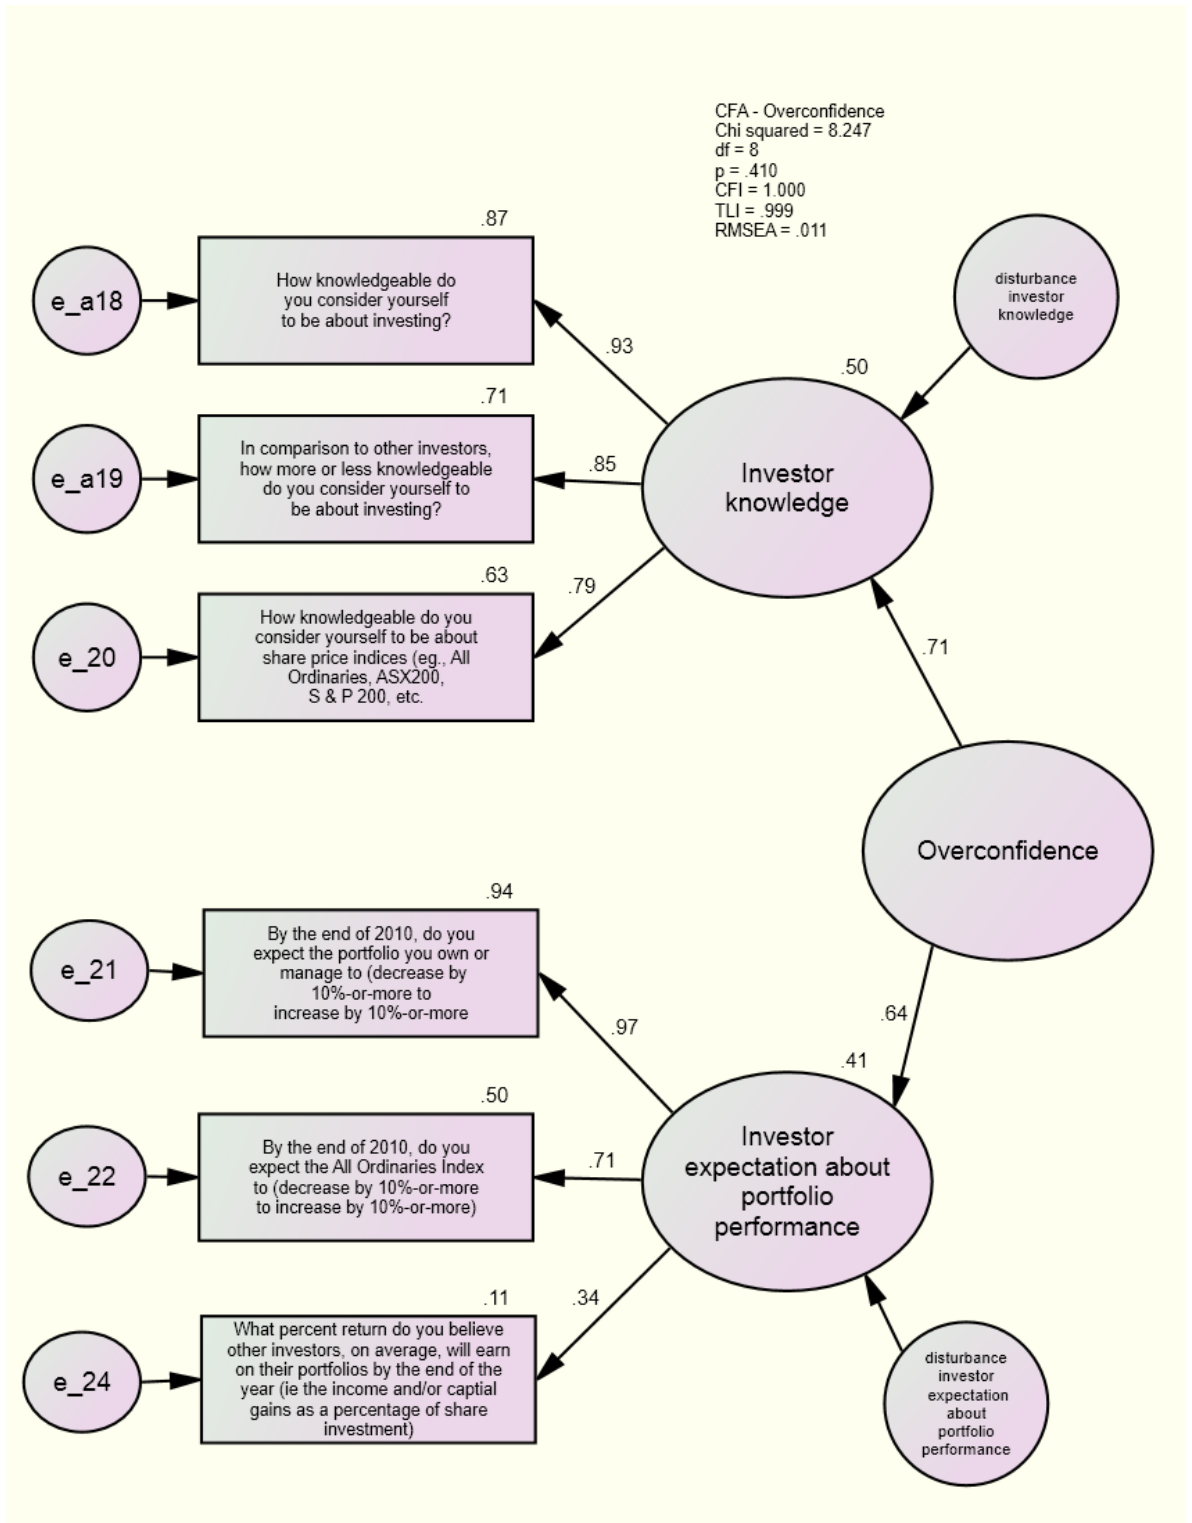 CFA - Overconfidence
Chi squared = 8.247
df = 8
p = .410
CFI = 1.000
TLI = .999
RMSEA = .011
.87
e_a18
How knowledgeable do
you consider yourself
to be about investing?
.93
disturbance
investor
knowledge
.50
.71
e_a19
In comparison to other investors,
how more or less knowledgeable
do you consider yourself to
be about investing?
.85
Investor
knowledge
.63
e_20
How knowledgeable do you
consider yourself to be about
share price indices (eg., All
Ordinaries, ASX200,
S & P 200, etc.
.79
.71
Overconfidence
.94
e_21
By the end of 2010, do you
expect the portfolio you own or
manage to (decrease by
10%-or-more to
increase by 10%-or-more
.97
.64
.41
.50
e_22
By the end of 2010, do you
expect the All Ordinaries Index
to (decrease by 10%-or-more
to increase by 10%-or-more)
.71
Investor
expectation about
portfolio
performance
.11
e_24
What percent return do you believe
other investors, on average, will earn
on their portfolios by the end of the
year (ie the income and/or captial
gains as a percentage of share
investment)
.34
disturbance
investor
expectation
about
portfolio
performance